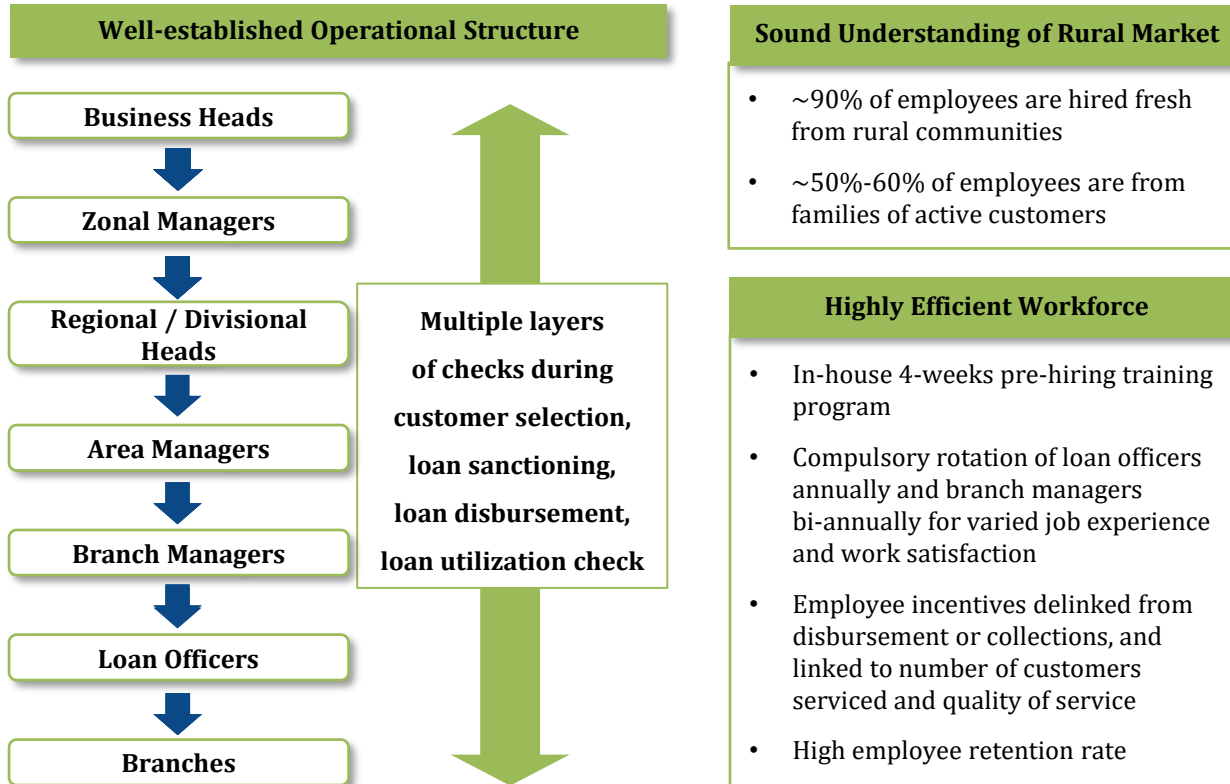 Well-established Operational Structure
Business Heads
Zonal Managers
Regional / Divisional
Heads
Area Managers
Branch Managers
Loan Officers
Branches
Multiple layers
of checks during
customer selection,
loan sanctioning,
loan disbursement,
loan utilization check
Sound Understanding of Rural Market
• ~90% of employees are hired fresh
from rural communities
• ~50%-60% of employees are from
families of active customers
Highly Efficient Workforce
• In-house 4-weeks pre-hiring training
program
• Compulsory rotation of loan officers
annually and branch managers
bi-annually for varied job experience
and work satisfaction
• Employee incentives delinked from
disbursement or collections, and
linked to number of customers
serviced and quality of service
• High employee retention rate